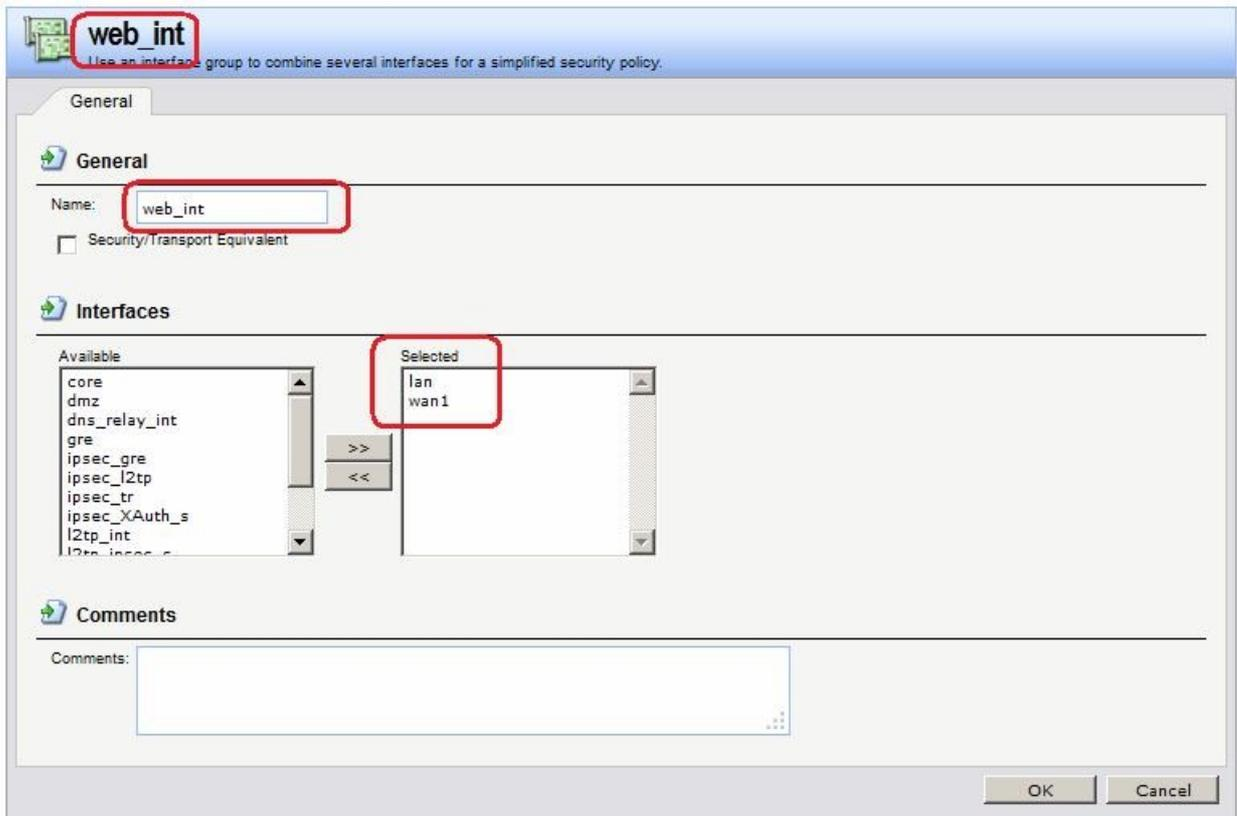 web_int
Use an interface group to combine several interfaces for a simplified security policy.
General
General
Name:
web_int
Security/Transport Equivalent
Interfaces
Available
Selected
core
dmz
dns_relay_int
gre
ipsec_gre
ipsec_l2tp
ipsec_tr
ipsec_XAuth_s
l2tp_int
l2tp_ipsec_s
>>
<<
lan
wan1
Comments
Comments:
OK
Cancel